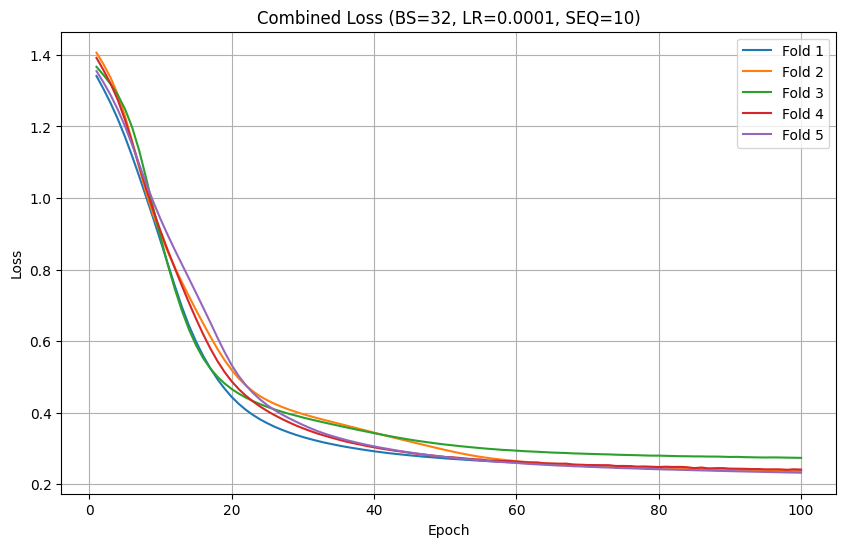 Combined Loss (BS=32, LR=0.0001, SEQ=10)
Fold 1
Fold 2
Fold 3
Fold 4
Fold 5
Loss
1.4
1.2
1.0
0.8
0.6
0.4
0.2
0 20 40 60 80 100
Epoch